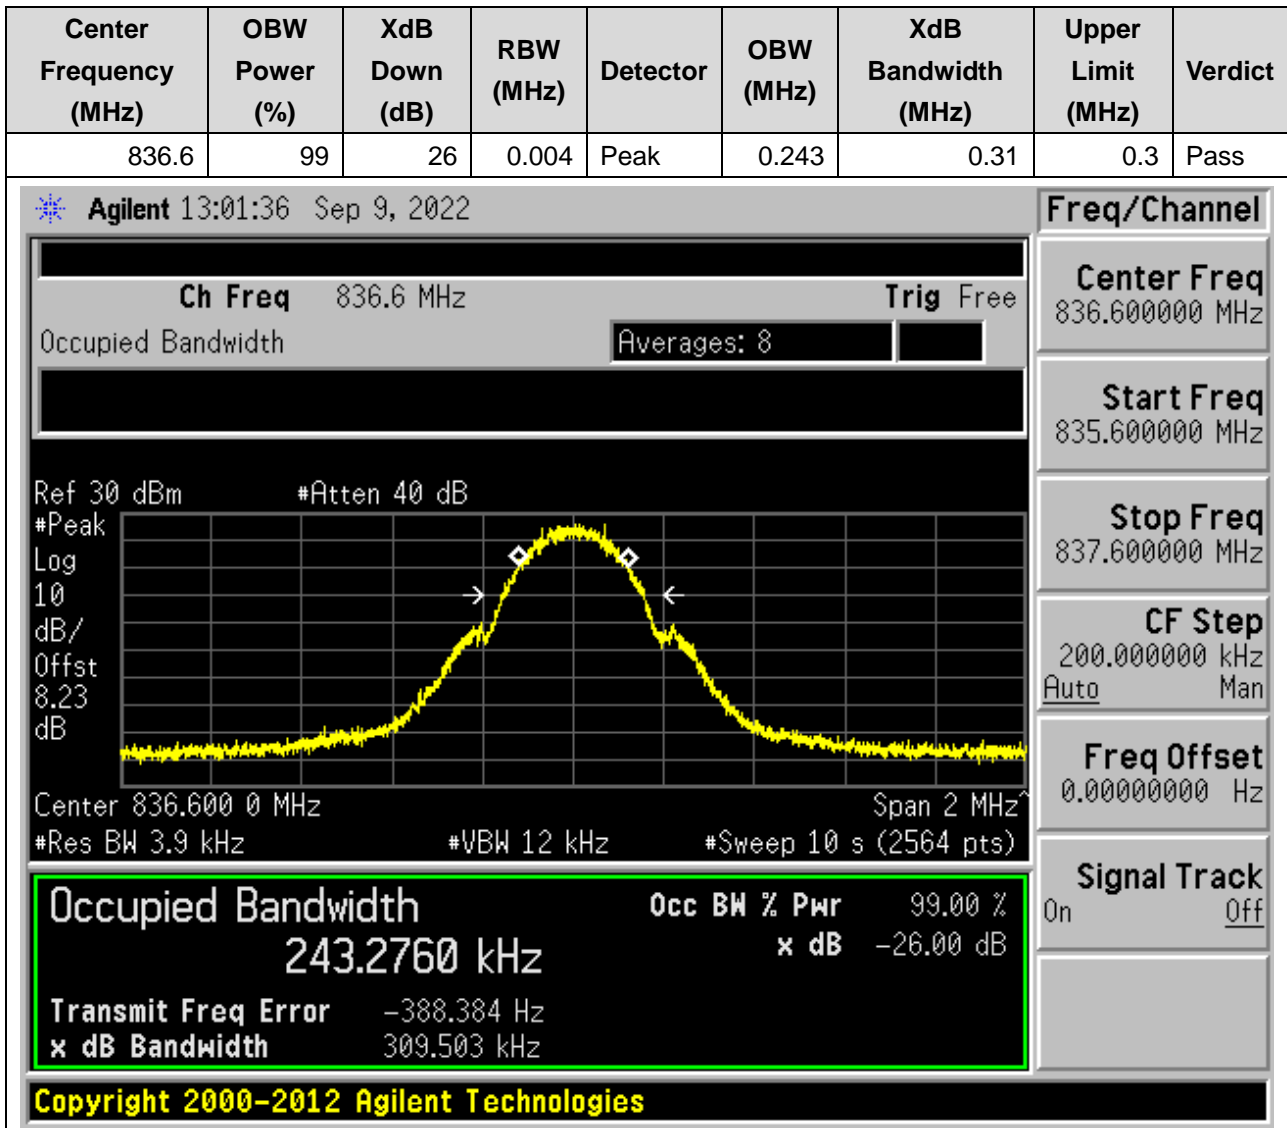 Center Frequency (MHz) OBW Power (%) XdB Down (dB) RBW (MHz) Detector OBW (MHz) XdB Bandwidth (MHz) Upper Limit (MHz) Verdict
836.6 99 26 0.004 Peak 0.243 0.31 0.3 Pass
Agilent 13:01:36 Sep 9, 2022
Freq/Channel
Ch Freq 836.6 MHz Trig Free
Occupied Bandwidth Averages: 8
Ref 30 dBm #Atten 40 dB
#Peak
Log
10
dB/
Offst
8.23
dB
Center 836.600 0 MHz Span 2 MHz^
#Res BW 3.9 kHz #VBW 12 kHz #Sweep 10 s (2564 pts)
Occupied Bandwidth Occ BW % Pwr 99.00 %
243.2760 kHz x dB -26.00 dB
Transmit Freq Error -388.384 Hz
x dB Bandwidth 309.503 kHz
Copyright 2000-2012 Agilent Technologies
Center Freq
836.600000 MHz
Start Freq
835.600000 MHz
Stop Freq
837.600000 MHz
CF Step
200.000000 kHz
Auto Man
Freq Offset
0.00000000 Hz
Signal Track
On Off